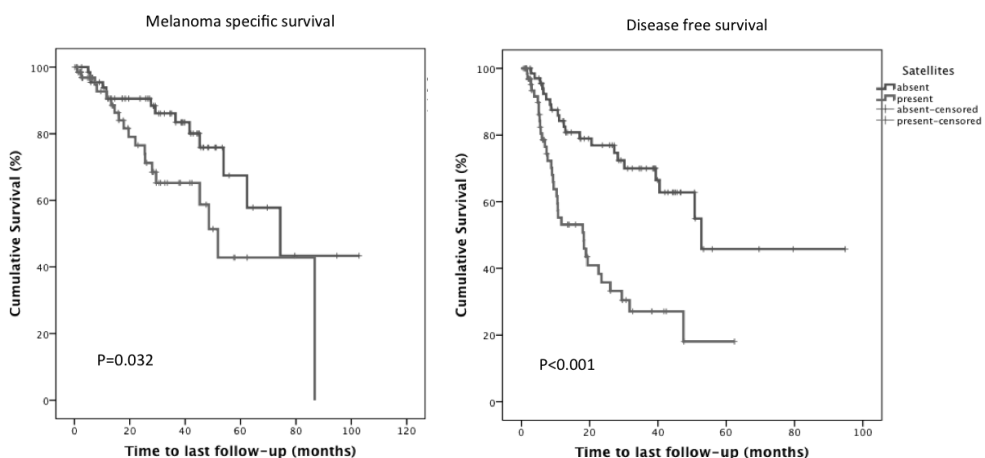 Melanoma specific survival
Disease free survival
Cumulative Survival (%)
100
80
60
40
20
0
P=0.032
0 20 40 60 80 100 120
Time to last follow-up (months)
Cumulative Survival (%)
100
80
60
40
20
0
P<0.001
0 20 40 60 80 100
Time to last follow-up (months)
Satellites
absent
present
absent-censored
present-censored